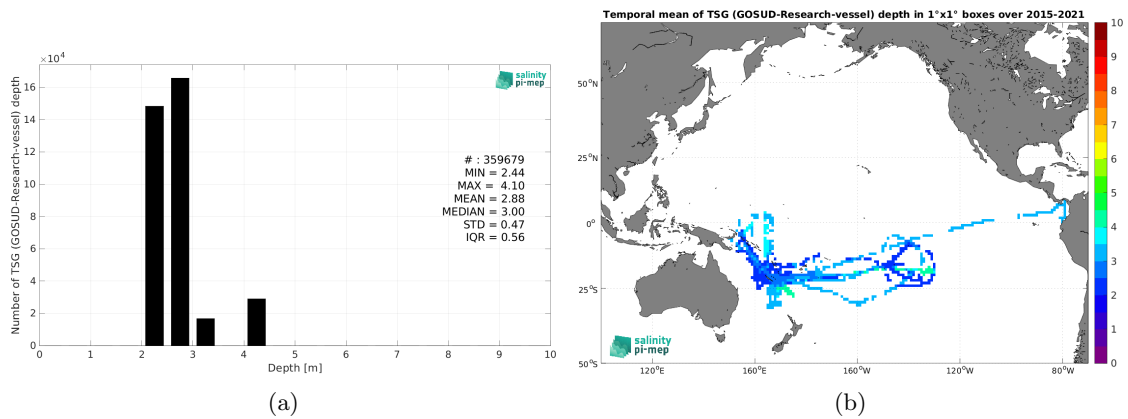 ×10⁴
Number of TSG (GOSUD-Research-vessel) depth
16
14
12
10
8
6
4
2
0
0 1 2 3 4 5 6 7 8 9 10
Depth [m]
salinity
pi-mep
# : 359679
MIN = 2.44
MAX = 4.10
MEAN = 2.88
MEDIAN = 3.00
STD = 0.47
IQR = 0.56
(a)
Temporal mean of TSG (GOSUD-Research-vessel) depth in 1°x1° boxes over 2015-2021
50°N
25°N
0°
25°S
50°S
120°E 160°E 160°W 120°W 80°W
salinity
pi-mep
10
9
8
7
6
5
4
3
2
1
0
(b)